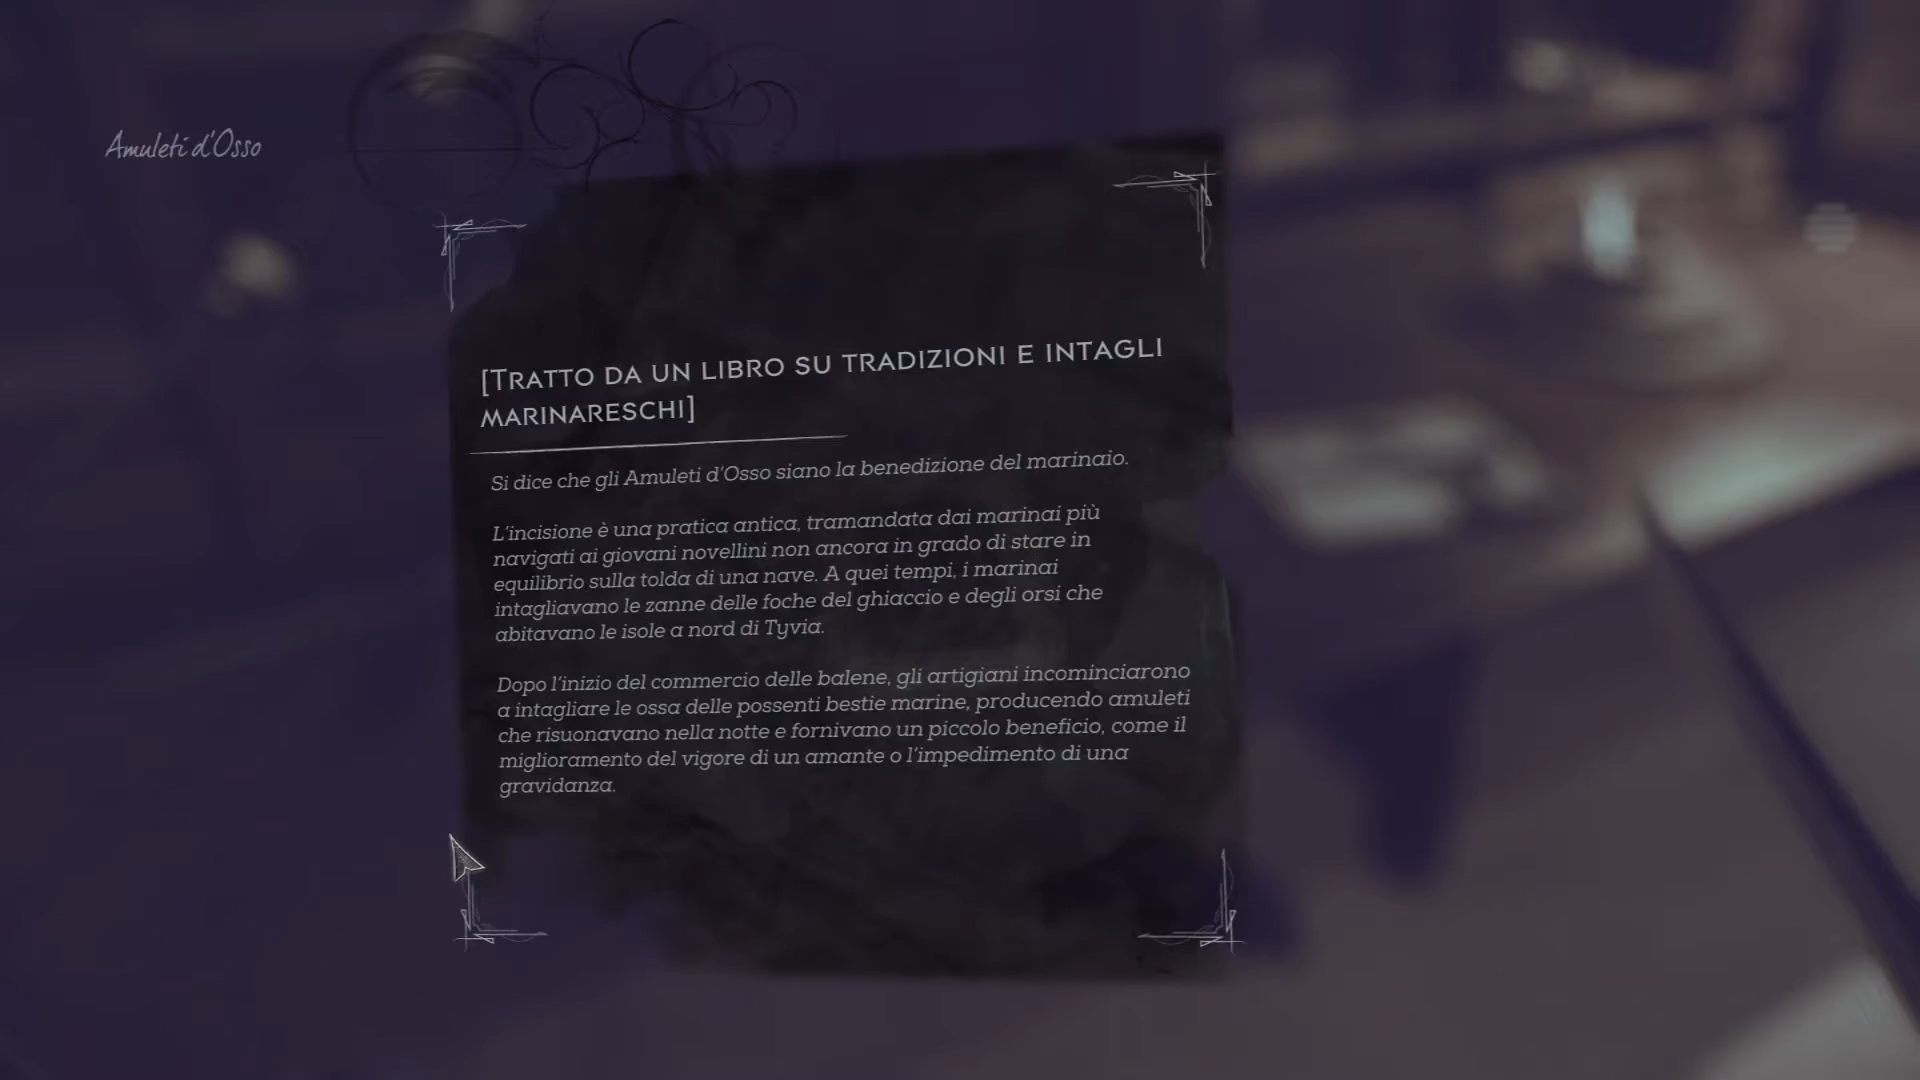 Amuleti d'Osso
[Tratto da un libro su tradizioni e intagli
marinareschi]
Si dice che gli Amuleti d'Osso siano la benedizione del marinaio.
L'incisione è una pratica antica, tramandata dai marinai più
navigati ai giovani novellini non ancora in grado di stare in
equilibrio sulla tolda di una nave. A quei tempi, i marinai
intagliavano le zanne delle foche del ghiaccio e degli orsi che
abitavano le isole a nord di Tyvia.
Dopo l'inizio del commercio delle balene, gli artigiani incominciarono
a intagliare le ossa delle possenti bestie marine, producendo amuleti
che risuonavano nella notte e fornivano un piccolo beneficio, come il
miglioramento del vigore di un amante o l'impedimento di una
gravidanza.